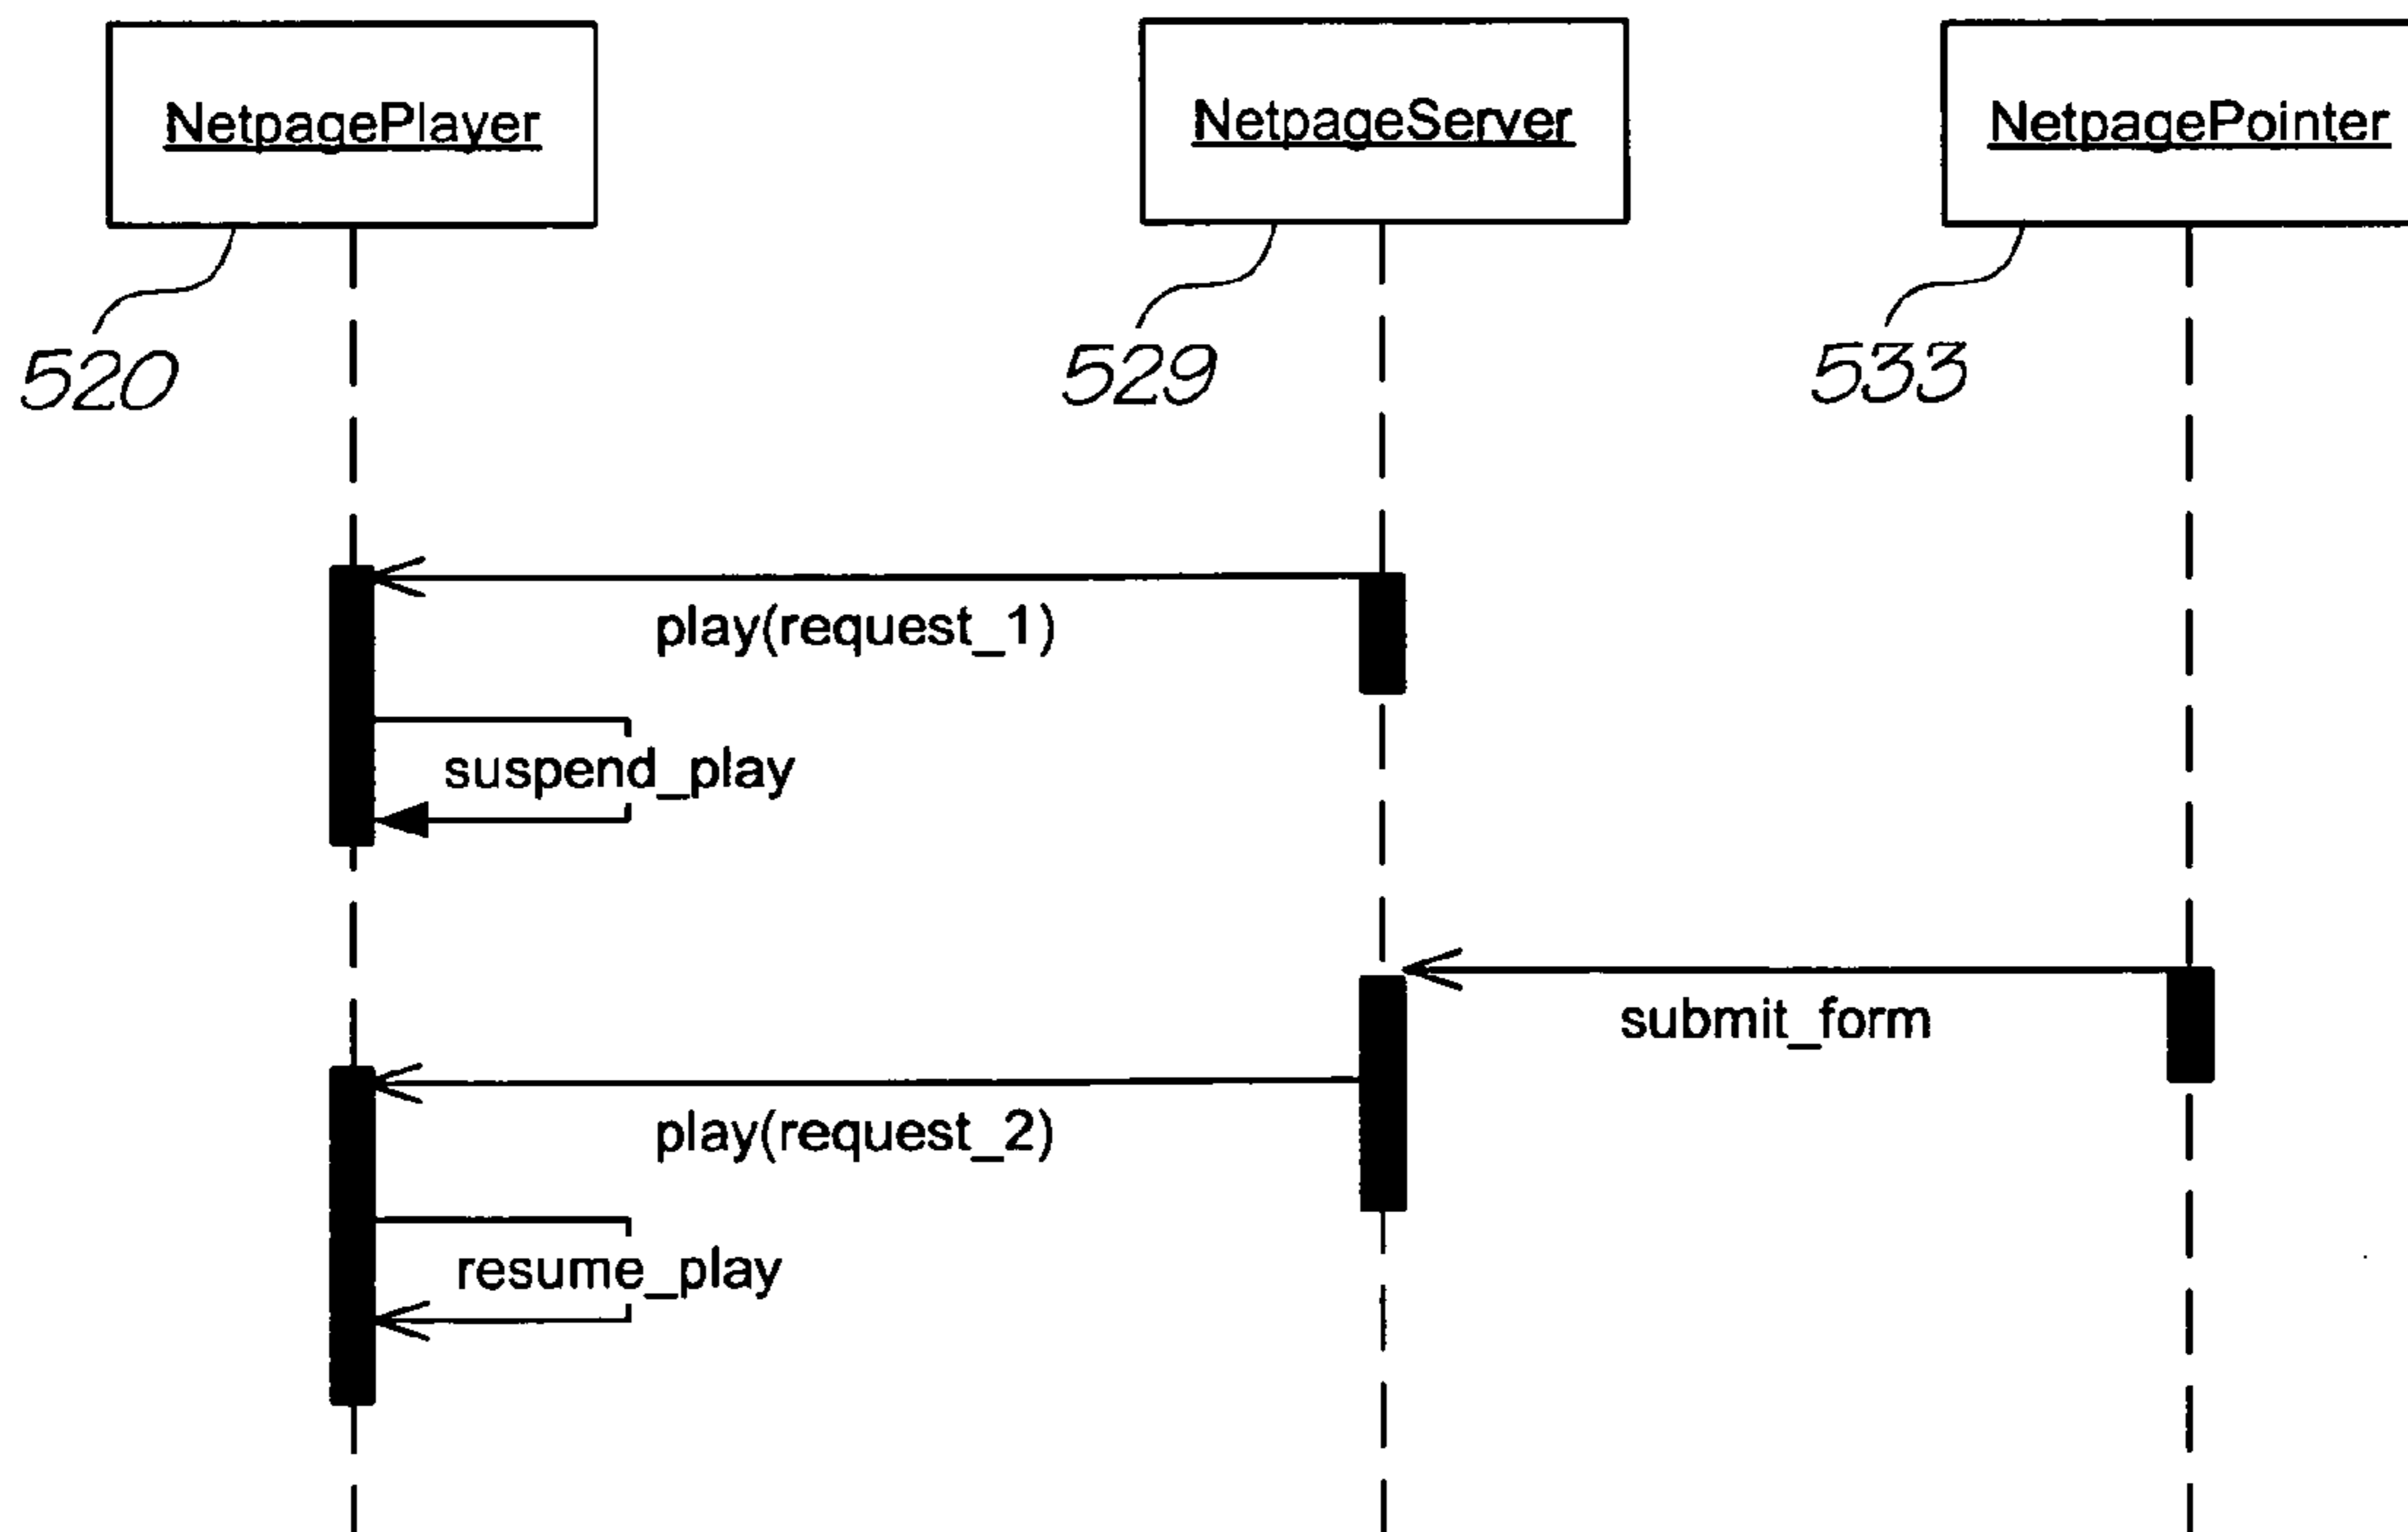 NetpagePlayer
NetpageServer
NetpagePointer
520
529
533
play(request_1)
suspend_play
submit_form
play(request_2)
resume_play